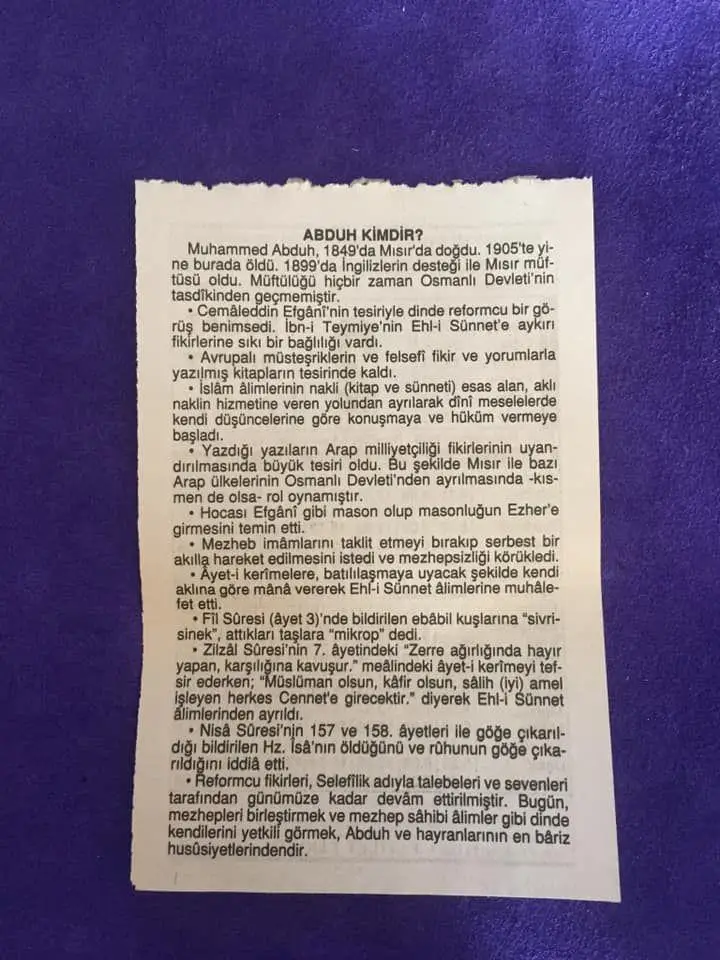 ABDUH KİMDİR?
Muhammed Abduh, 1849'da Mısır'da doğdu. 1905'te yi-
ne burada öldü. 1899'da İngilizlerin desteği ile Mısır müf-
tüsü oldu. Müftülüğü hiçbir zaman Osmanlı Devleti'nin
tasdîkinden geçmemiştir.
• Cemâleddin Efgânî'nin tesiriyle dinde reformcu bir gö-
rüş benimsedi. İbn-i Teymiye'nin Ehl-i Sünnet'e aykırı
fikirlerine sıkı bir bağlılığı vardı.
• Avrupalı müsteşriklerin ve felsefî fikir ve yorumlarla
yazılmış kitapların tesirinde kaldı.
• İslâm âlimlerinin nakli (kitap ve sünneti) esas alan, aklı
naklin hizmetine veren yolundan ayrılarak dînî meselelerde
kendi düşüncelerine göre konuşmaya ve hüküm vermeye
başladı.
• Yazdığı yazıların Arap milliyetçiliği fikirlerinin uyan-
dırılmasında büyük tesiri oldu. Bu şekilde Mısır ile bazı
Arap ülkelerinin Osmanlı Devleti'nden ayrılmasında -kıs-
men de olsa- rol oynamıştır.
• Hocası Efgânî gibi mason olup masonluğun Ezher'e
girmesini temin etti.
• Mezheb imâmlarını taklit etmeyi bırakıp serbest bir
akılla hareket edilmesini istedi ve mezhepsizliği körükledi.
• Âyet-i kerîmelere, batılılaşmaya uyacak şekilde kendi
aklına göre mânâ vererek Ehl-i Sünnet âlimlerine muhâle-
fet etti.
• Fîl Sûresi (âyet 3)'nde bildirilen ebâbil kuşlarına "sivri-
sinek", attıkları taşlara "mikrop" dedi.
• Zilzâl Sûresi'nin 7. âyetindeki "Zerre ağırlığında hayır
yapan, karşılığına kavuşur." meâlindeki âyet-i kerîmeyi tef-
sir ederken; "Müslüman olsun, kâfir olsun, sâlih (iyi) amel
işleyen herkes Cennet'e girecektir." diyerek Ehl-i Sünnet
âlimlerinden ayrıldı.
• Nisâ Sûresi'nin 157 ve 158. âyetleri ile göğe çıkarıl-
dığı bildirilen Hz. Îsâ'nın öldüğünü ve rûhunun göğe çıka-
rıldığını iddiâ etti.
• Reformcu fikirleri, Selefîlik adıyla talebeleri ve sevenleri
tarafından günümüze kadar devâm ettirilmiştir. Bugün,
mezhepleri birleştirmek ve mezhep sâhibi âlimler gibi dinde
kendilerini yetkili görmek, Abduh ve hayranlarının en bâriz
husûsiyetlerindendir.